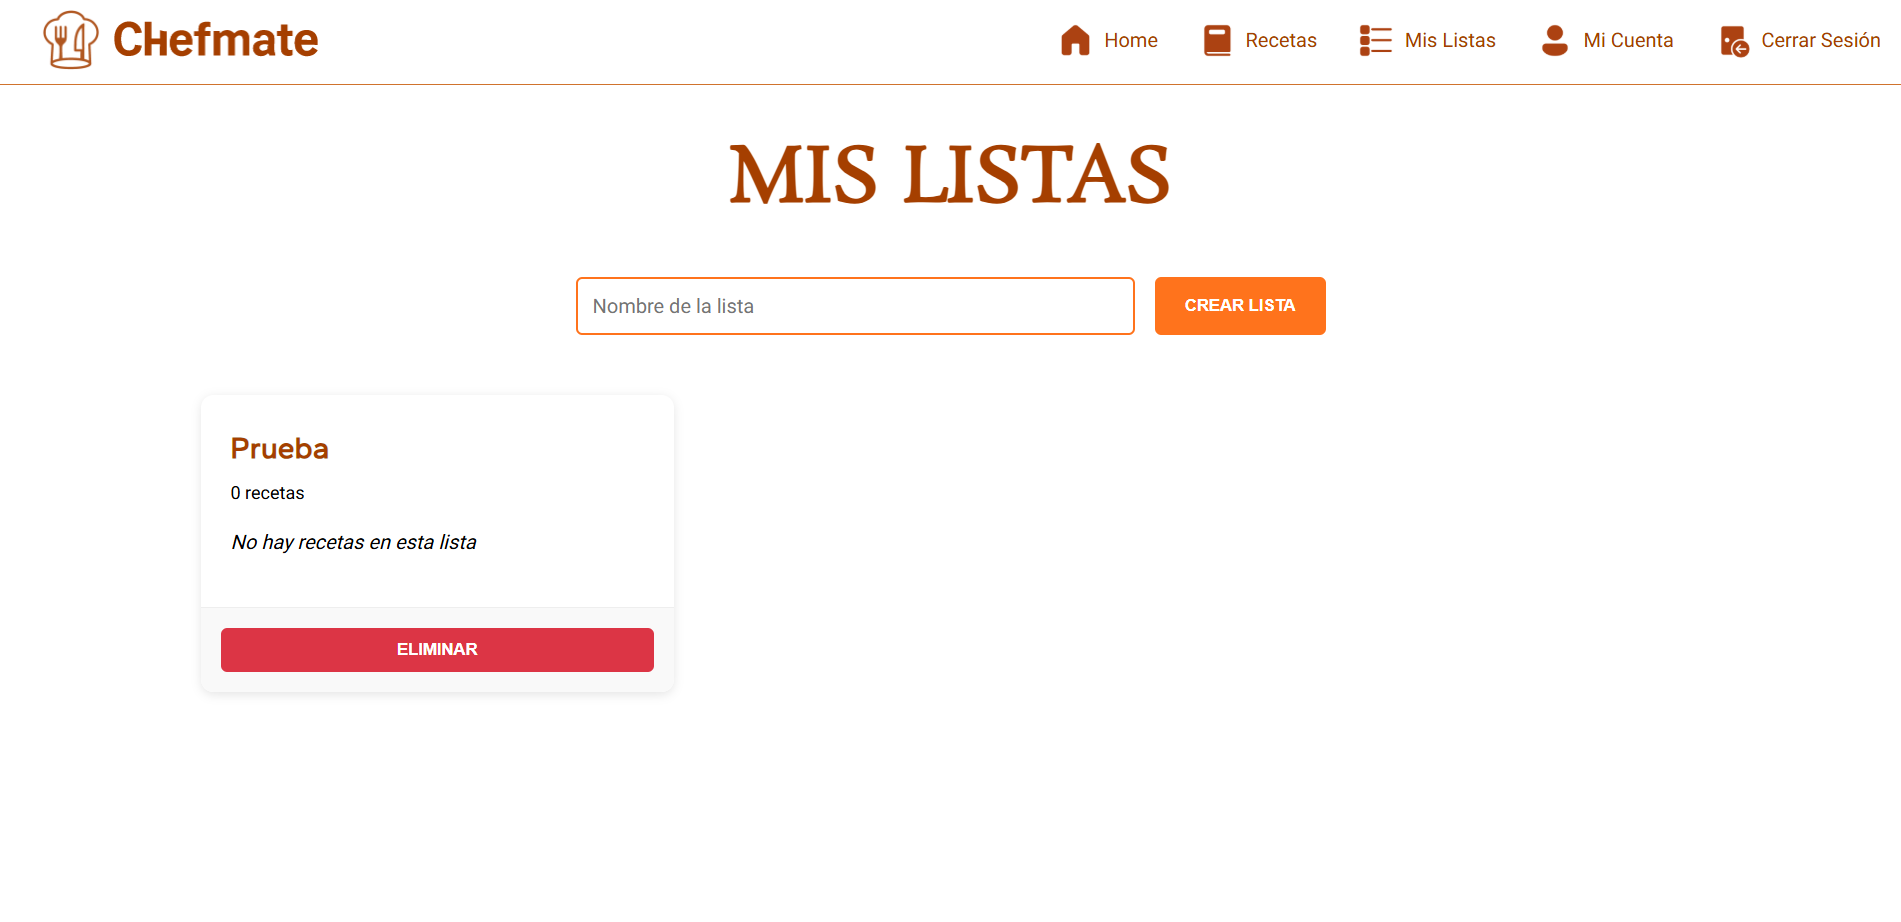 CHefmate
Home
Recetas
Mis Listas
Mi Cuenta
Cerrar Sesión
MIS LISTAS
Nombre de la lista
CREAR LISTA
Prueba
0 recetas
No hay recetas en esta lista
ELIMINAR